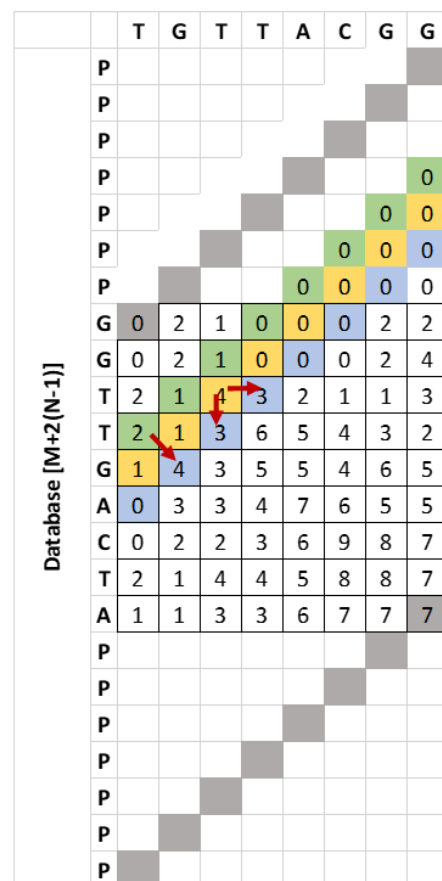 T G T T A C G G
P
P
P
P 0
P 0 0
P 0 0 0
P 0 0 0 0
G 0 2 1 0 0 0 2 2
G 0 2 1 0 0 0 2 4
T 2 1 4 3 2 1 1 3
T 2 1 3 6 5 4 3 2
G 1 4 3 5 5 4 6 5
A 0 3 3 4 7 6 5 5
C 0 2 2 3 6 9 8 7
T 2 1 4 4 5 8 8 7
A 1 1 3 3 6 7 7 7
P
P
P
P
P
P
P
Database [M+2(N-1)]